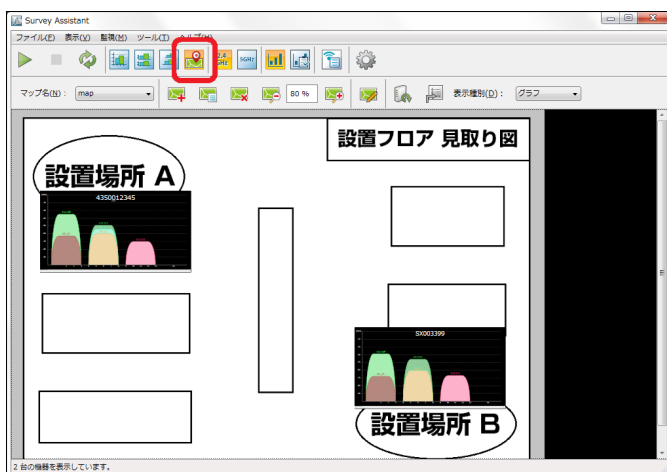 Survey Assistant
ファイル(F) 表示(V) 監視(M) ツール(T) ヘルプ(H)
2.4 GHz 5GHz
マップ名(N): map 80 % 表示種別(D): グラフ
設置フロア 見取り図
設置場所 A
4350012345
SX003399
設置場所 B
2 台の機器を表示しています。